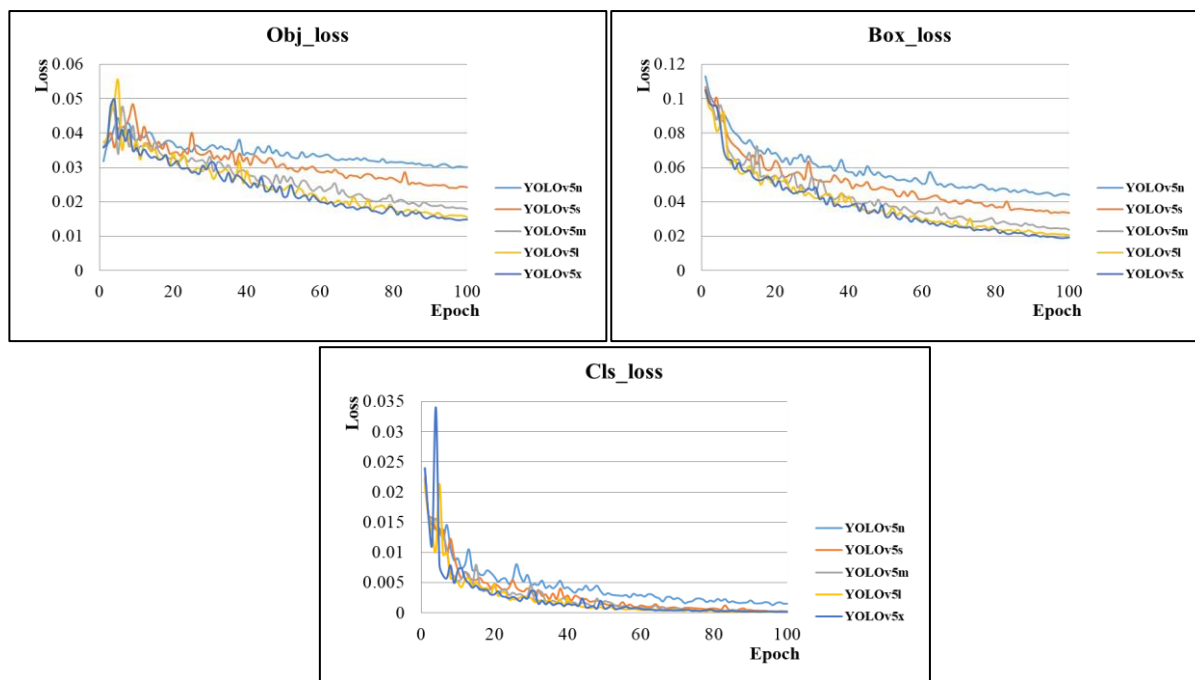 Obj_loss
Loss
0.06
0.05
0.04
0.03
0.02
0.01
0
0 20 40 60 80 100
Epoch
YOLOv5n
YOLOv5s
YOLOv5m
YOLOv5l
YOLOv5x
Box_loss
Loss
0.12
0.1
0.08
0.06
0.04
0.02
0
0 20 40 60 80 100
Epoch
YOLOv5n
YOLOv5s
YOLOv5m
YOLOv5l
YOLOv5x
Cls_loss
Loss
0.035
0.03
0.025
0.02
0.015
0.01
0.005
0
0 20 40 60 80 100
Epoch
YOLOv5n
YOLOv5s
YOLOv5m
YOLOv5l
YOLOv5x